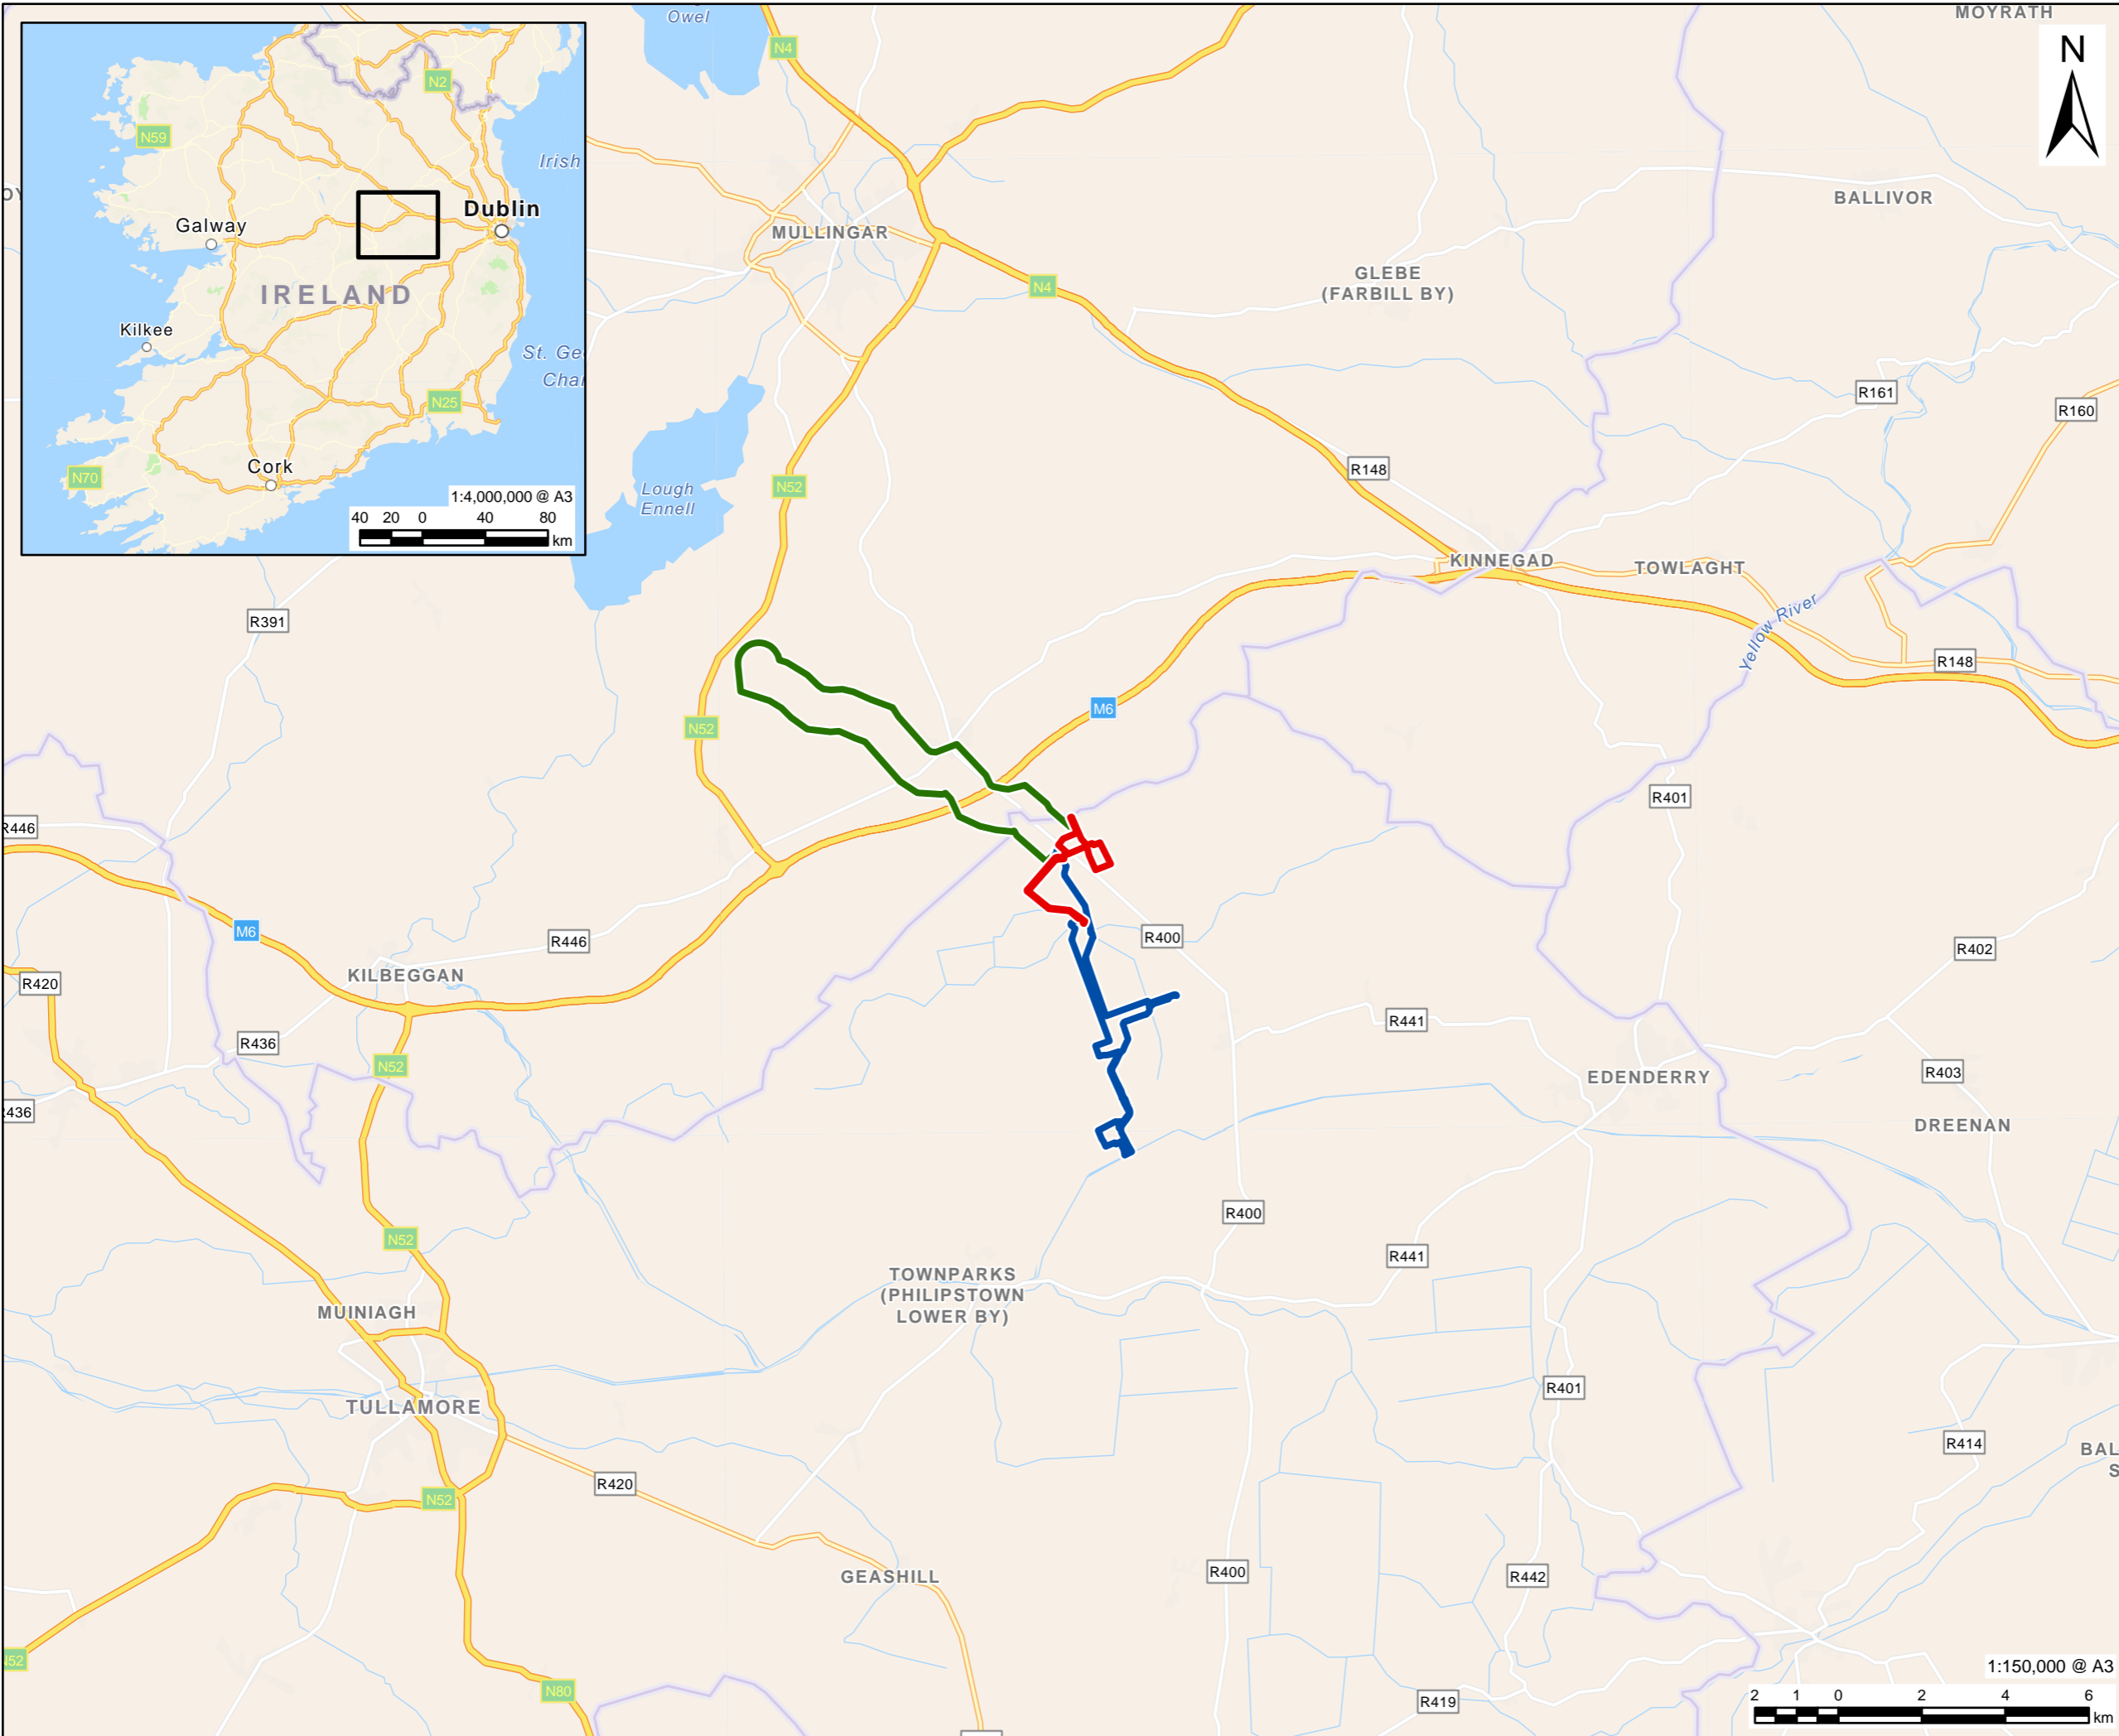 Owel
MOYRATH
N
N4
N2
N59
Irish
Dublin
Galway
IRELAND
Kilkee
St. Ge
Cha
N25
Cork
N70
1:4,000,000 @ A3
40 20 0 40 80
km
MULLINGAR
BALLIVOR
N4
GLEBE
(FARBILL BY)
R161
R160
R148
N52
Lough
Ennell
KINNEGAD
TOWLAGHT
R391
Yellow River
R148
N52
M6
R401
R446
M6
R446
R400
R402
KILBEGGAN
R420
R436
R441
N52
R403
EDENDERRY
R436
DREENAN
R400
N52
R441
TOWNPARKS
(PHILIPSTOWN
LOWER BY)
MUINIAGH
R401
TULLAMORE
R414
BAL
S
R420
N52
R400
R442
GEASHILL
N52
1:150,000 @ A3
N80
R419
2 1 0 2 4 6
km